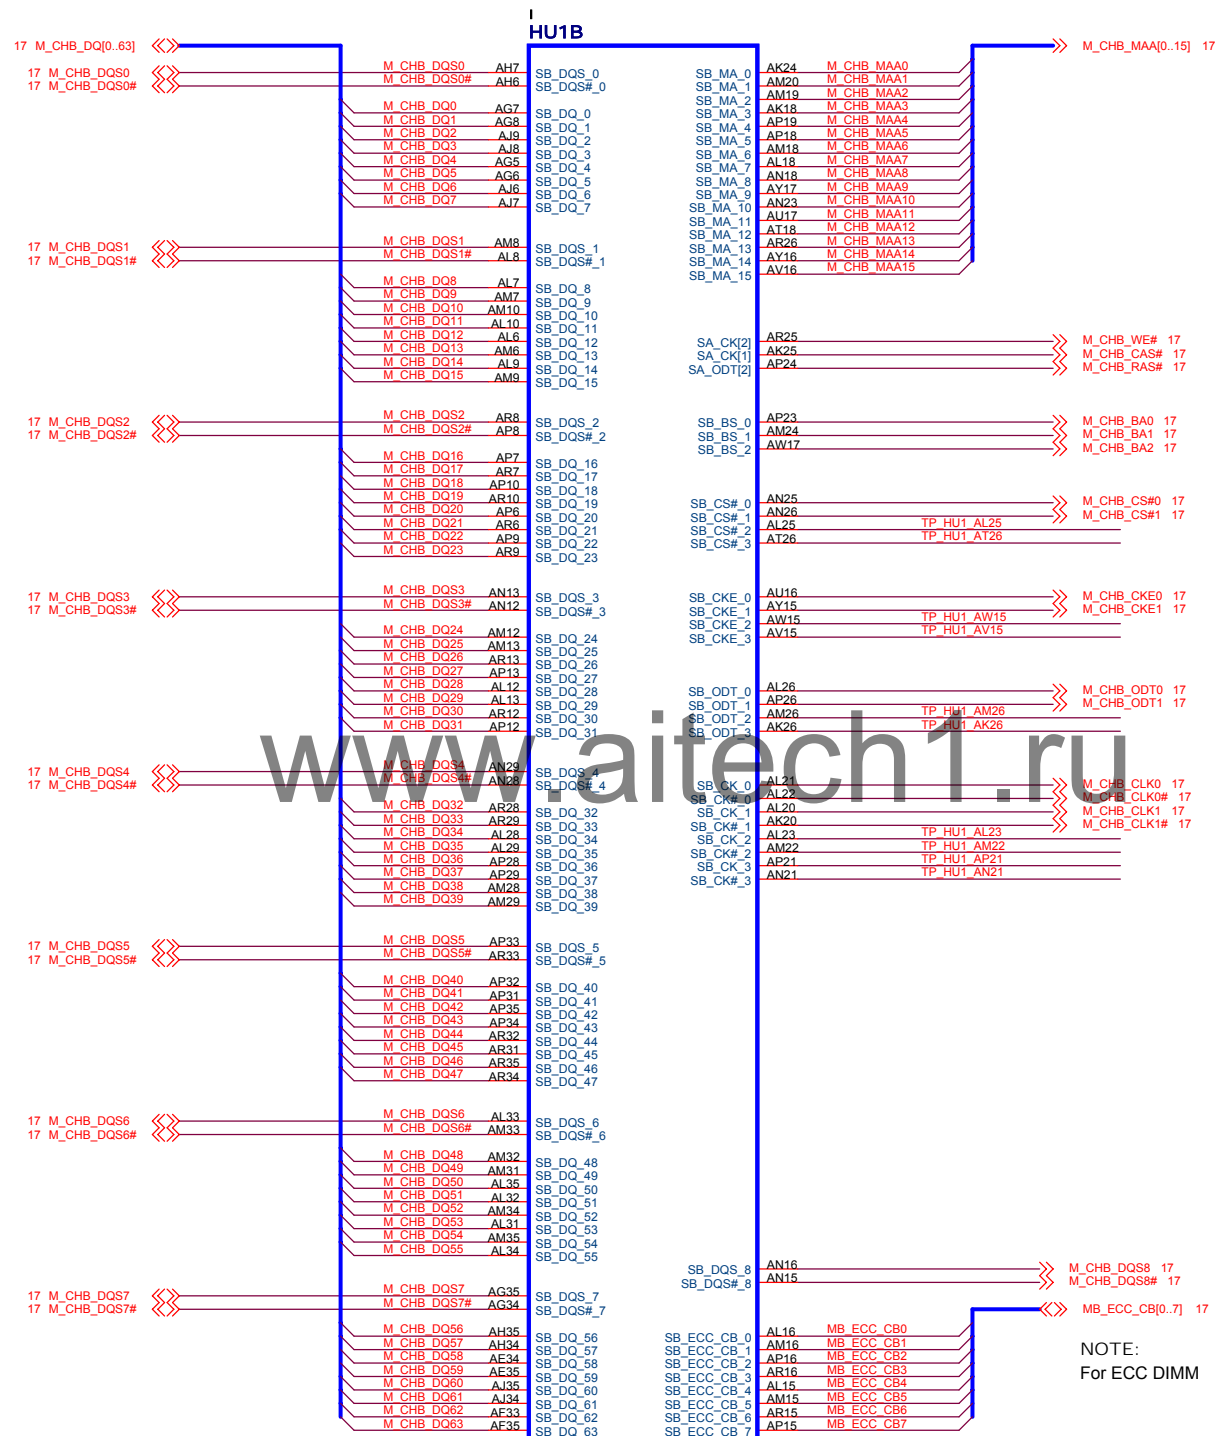 HU1B
17 M_CHB_DQ[0..63]
17 M_CHB_DQS0 M_CHB_DQS0 AH7 SB_DQS_0
17 M_CHB_DQS0# M_CHB_DQS0# AH6 SB_DQS#_0
M_CHB_DQ0 AG7 SB_DQ_0
M_CHB_DQ1 AG8 SB_DQ_1
M_CHB_DQ2 AJ9 SB_DQ_2
M_CHB_DQ3 AJ8 SB_DQ_3
M_CHB_DQ4 AG5 SB_DQ_4
M_CHB_DQ5 AG6 SB_DQ_5
M_CHB_DQ6 AJ6 SB_DQ_6
M_CHB_DQ7 AJ7 SB_DQ_7
17 M_CHB_DQS1 M_CHB_DQS1 AM8 SB_DQS_1
17 M_CHB_DQS1# M_CHB_DQS1# AL8 SB_DQS#_1
M_CHB_DQ8 AL7 SB_DQ_8
M_CHB_DQ9 AM7 SB_DQ_9
M_CHB_DQ10 AM10 SB_DQ_10
M_CHB_DQ11 AL10 SB_DQ_11
M_CHB_DQ12 AL6 SB_DQ_12
M_CHB_DQ13 AM6 SB_DQ_13
M_CHB_DQ14 AL9 SB_DQ_14
M_CHB_DQ15 AM9 SB_DQ_15
17 M_CHB_DQS2 M_CHB_DQS2 AR8 SB_DQS_2
17 M_CHB_DQS2# M_CHB_DQS2# AP8 SB_DQS#_2
M_CHB_DQ16 AP7 SB_DQ_16
M_CHB_DQ17 AR7 SB_DQ_17
M_CHB_DQ18 AP10 SB_DQ_18
M_CHB_DQ19 AR10 SB_DQ_19
M_CHB_DQ20 AP6 SB_DQ_20
M_CHB_DQ21 AR6 SB_DQ_21
M_CHB_DQ22 AP9 SB_DQ_22
M_CHB_DQ23 AR9 SB_DQ_23
17 M_CHB_DQS3 M_CHB_DQS3 AN13 SB_DQS_3
17 M_CHB_DQS3# M_CHB_DQS3# AN12 SB_DQS#_3
M_CHB_DQ24 AM12 SB_DQ_24
M_CHB_DQ25 AM13 SB_DQ_25
M_CHB_DQ26 AR13 SB_DQ_26
M_CHB_DQ27 AP13 SB_DQ_27
M_CHB_DQ28 AL12 SB_DQ_28
M_CHB_DQ29 AL13 SB_DQ_29
M_CHB_DQ30 AR12 SB_DQ_30
M_CHB_DQ31 AP12 SB_DQ_31
17 M_CHB_DQS4 M_CHB_DQS4 AN29 SB_DQS_4
17 M_CHB_DQS4# M_CHB_DQS4# AN28 SB_DQS#_4
M_CHB_DQ32 AR28 SB_DQ_32
M_CHB_DQ33 AR29 SB_DQ_33
M_CHB_DQ34 AL28 SB_DQ_34
M_CHB_DQ35 AL29 SB_DQ_35
M_CHB_DQ36 AP28 SB_DQ_36
M_CHB_DQ37 AP29 SB_DQ_37
M_CHB_DQ38 AM28 SB_DQ_38
M_CHB_DQ39 AM29 SB_DQ_39
17 M_CHB_DQS5 M_CHB_DQS5 AP33 SB_DQS_5
17 M_CHB_DQS5# M_CHB_DQS5# AR33 SB_DQS#_5
M_CHB_DQ40 AP32 SB_DQ_40
M_CHB_DQ41 AP31 SB_DQ_41
M_CHB_DQ42 AP35 SB_DQ_42
M_CHB_DQ43 AP34 SB_DQ_43
M_CHB_DQ44 AR32 SB_DQ_44
M_CHB_DQ45 AR31 SB_DQ_45
M_CHB_DQ46 AR35 SB_DQ_46
M_CHB_DQ47 AR34 SB_DQ_47
17 M_CHB_DQS6 M_CHB_DQS6 AL33 SB_DQS_6
17 M_CHB_DQS6# M_CHB_DQS6# AM33 SB_DQS#_6
M_CHB_DQ48 AM32 SB_DQ_48
M_CHB_DQ49 AM31 SB_DQ_49
M_CHB_DQ50 AL35 SB_DQ_50
M_CHB_DQ51 AL32 SB_DQ_51
M_CHB_DQ52 AM34 SB_DQ_52
M_CHB_DQ53 AL31 SB_DQ_53
M_CHB_DQ54 AM35 SB_DQ_54
M_CHB_DQ55 AL34 SB_DQ_55
17 M_CHB_DQS7 M_CHB_DQS7 AG35 SB_DQS_7
17 M_CHB_DQS7# M_CHB_DQS7# AG34 SB_DQS#_7
M_CHB_DQ56 AH35 SB_DQ_56
M_CHB_DQ57 AH34 SB_DQ_57
M_CHB_DQ58 AE34 SB_DQ_58
M_CHB_DQ59 AE35 SB_DQ_59
M_CHB_DQ60 AJ35 SB_DQ_60
M_CHB_DQ61 AJ34 SB_DQ_61
M_CHB_DQ62 AF33 SB_DQ_62
M_CHB_DQ63 AF35 SB_DQ_63
M_CHB_MAA[0..15] 17
SB_MA_0 AK24 M_CHB_MAA0
SB_MA_1 AM20 M_CHB_MAA1
SB_MA_2 AM19 M_CHB_MAA2
SB_MA_3 AK18 M_CHB_MAA3
SB_MA_4 AP19 M_CHB_MAA4
SB_MA_5 AP18 M_CHB_MAA5
SB_MA_6 AM18 M_CHB_MAA6
SB_MA_7 AL18 M_CHB_MAA7
SB_MA_8 AN18 M_CHB_MAA8
SB_MA_9 AY17 M_CHB_MAA9
SB_MA_10 AN23 M_CHB_MAA10
SB_MA_11 AU17 M_CHB_MAA11
SB_MA_12 AT18 M_CHB_MAA12
SB_MA_13 AR26 M_CHB_MAA13
SB_MA_14 AY16 M_CHB_MAA14
SB_MA_15 AV16 M_CHB_MAA15
SA_CK[2] AR25 M_CHB_WE# 17
SA_CK[1] AK25 M_CHB_CAS# 17
SA_ODT[2] AP24 M_CHB_RAS# 17
SB_BS_0 AP23 M_CHB_BA0 17
SB_BS_1 AM24 M_CHB_BA1 17
SB_BS_2 AW17 M_CHB_BA2 17
SB_CS#_0 AN25 M_CHB_CS#0 17
SB_CS#_1 AN26 M_CHB_CS#1 17
SB_CS#_2 AL25 TP_HU1_AL25
SB_CS#_3 AT26 TP_HU1_AT26
SB_CKE_0 AU16 M_CHB_CKE0 17
SB_CKE_1 AY15 M_CHB_CKE1 17
SB_CKE_2 AW15 TP_HU1_AW15
SB_CKE_3 AV15 TP_HU1_AV15
SB_ODT_0 AL26 M_CHB_ODT0 17
SB_ODT_1 AP26 M_CHB_ODT1 17
SB_ODT_2 AM26 TP_HU1_AM26
SB_ODT_3 AK26 TP_HU1_AK26
www.aitech1.ru
SB_CK_0 AL21 M_CHB_CLK0 17
SB_CK#_0 AL22 M_CHB_CLK0# 17
SB_CK_1 AL20 M_CHB_CLK1 17
SB_CK#_1 AK20 M_CHB_CLK1# 17
SB_CK_2 AL23 TP_HU1_AL23
SB_CK#_2 AM22 TP_HU1_AM22
SB_CK_3 AP21 TP_HU1_AP21
SB_CK#_3 AN21 TP_HU1_AN21
SB_DQS_8 AN16 M_CHB_DQS8 17
SB_DQS#_8 AN15 M_CHB_DQS8# 17
MB_ECC_CB[0..7] 17
SB_ECC_CB_0 AL16 MB_ECC_CB0
SB_ECC_CB_1 AM16 MB_ECC_CB1
SB_ECC_CB_2 AP16 MB_ECC_CB2
SB_ECC_CB_3 AR16 MB_ECC_CB3
SB_ECC_CB_4 AL15 MB_ECC_CB4
SB_ECC_CB_5 AM15 MB_ECC_CB5
SB_ECC_CB_6 AR15 MB_ECC_CB6
SB_ECC_CB_7 AP15 MB_ECC_CB7
NOTE:
For ECC DIMM